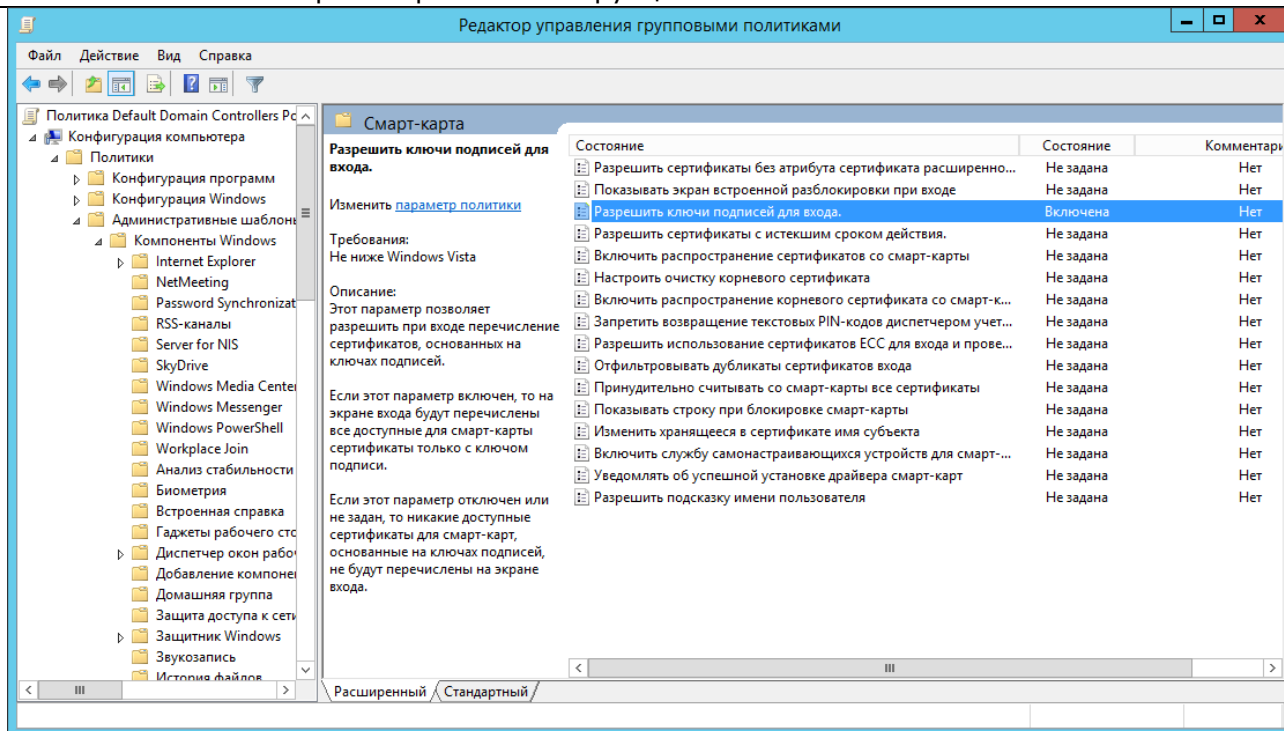 Редактор управления групповыми политиками
Файл Действие Вид Справка
Политика Default Domain Controllers Po
Конфигурация компьютера
Политики
Конфигурация программ
Конфигурация Windows
Административные шаблоны
Компоненты Windows
Internet Explorer
NetMeeting
Password Synchronizat
RSS-каналы
Server for NIS
SkyDrive
Windows Media Center
Windows Messenger
Windows PowerShell
Workplace Join
Анализ стабильности
Биометрия
Встроенная справка
Гаджеты рабочего сто
Диспетчер окон рабоч
Добавление компонен
Домашняя группа
Защита доступа к сети
Защитник Windows
Звукозапись
История файлов
Смарт-карта
Разрешить ключи подписей для
входа.
Изменить параметр политики
Требования:
Не ниже Windows Vista
Описание:
Этот параметр позволяет
разрешить при входе перечисление
сертификатов, основанных на
ключах подписей.
Если этот параметр включен, то на
экране входа будут перечислены
все доступные для смарт-карты
сертификаты только с ключом
подписи.
Если этот параметр отключен или
не задан, то никакие доступные
сертификаты для смарт-карт,
основанные на ключах подписей,
не будут перечислены на экране
входа.
Состояние Состояние Комментари
Разрешить сертификаты без атрибута сертификата расширенно... Не задана Нет
Показывать экран встроенной разблокировки при входе Не задана Нет
Разрешить ключи подписей для входа. Включена Нет
Разрешить сертификаты с истекшим сроком действия. Не задана Нет
Включить распространение сертификатов со смарт-карты Не задана Нет
Настроить очистку корневого сертификата Не задана Нет
Включить распространение корневого сертификата со смарт-к... Не задана Нет
Запретить возвращение текстовых PIN-кодов диспетчером учет... Не задана Нет
Разрешить использование сертификатов ECC для входа и прове... Не задана Нет
Отфильтровывать дубликаты сертификатов входа Не задана Нет
Принудительно считывать со смарт-карты все сертификаты Не задана Нет
Показывать строку при блокировке смарт-карты Не задана Нет
Изменить хранящееся в сертификате имя субъекта Не задана Нет
Включить службу самонастраивающихся устройств для смарт-... Не задана Нет
Уведомлять об успешной установке драйвера смарт-карт Не задана Нет
Разрешить подсказку имени пользователя Не задана Нет
Расширенный Стандартный